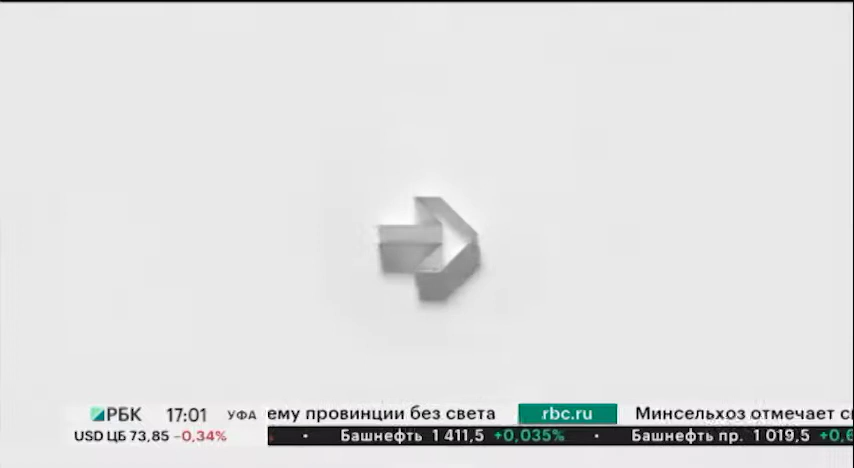 РБК 17:01 УФА ему провинции без света rbc.ru Минсельхоз отмечает
USD ЦБ 73,85 -0,34% • Башнефть 1 411,5 +0,035% • Башнефть пр. 1 019,5